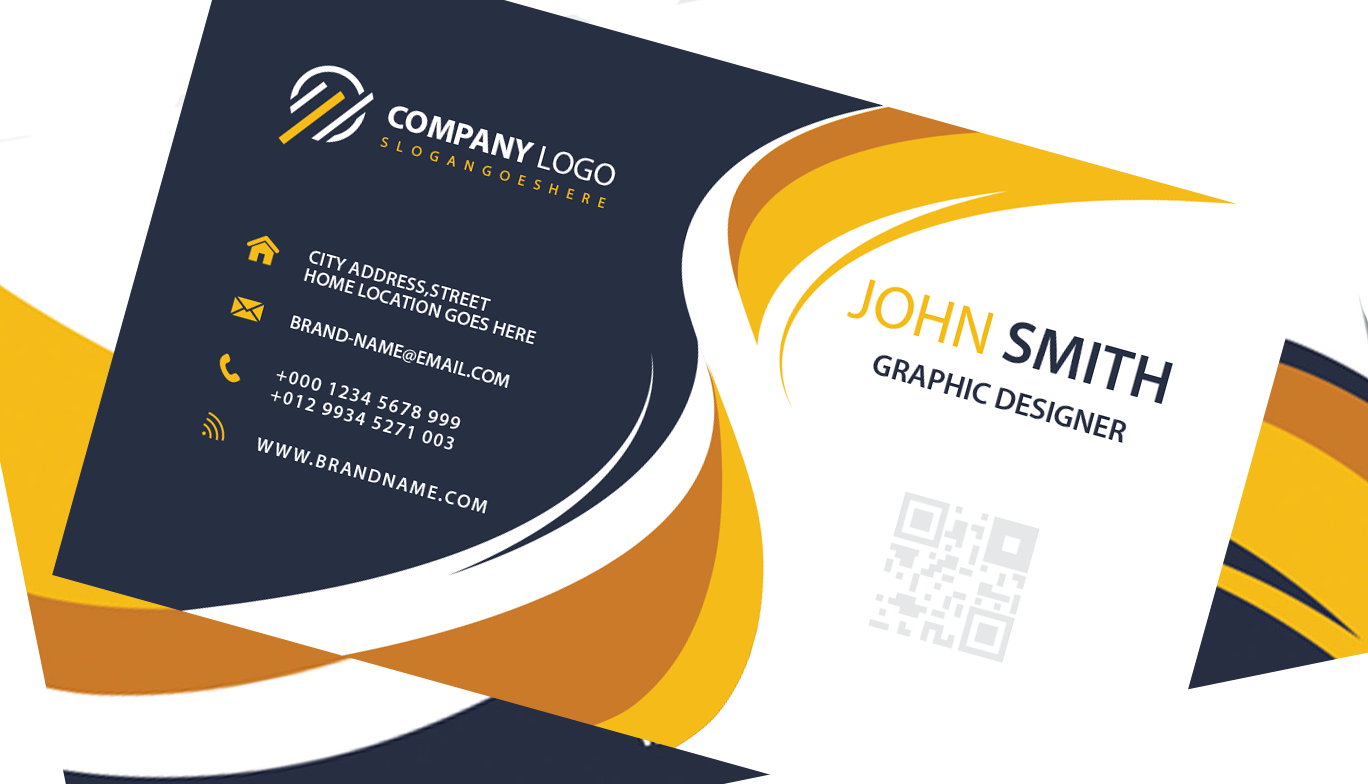 COMPANY LOGO
SLOGANGOESHERE
CITY ADDRESS,STREET
HOME LOCATION GOES HERE
BRAND-NAME@EMAIL.COM
+000 1234 5678 999
+012 9934 5271 003
WWW.BRANDNAME.COM
JOHN SMITH
GRAPHIC DESIGNER